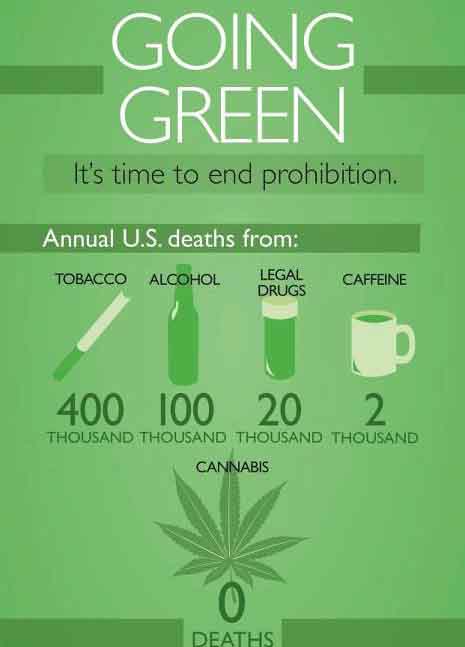 GOING
GREEN
It's time to end prohibition.
Annual U.S. deaths from:
TOBACCO
400
THOUSAND
ALCOHOL
100
THOUSAND
LEGAL
DRUGS
20
THOUSAND
CAFFEINE
2
THOUSAND
CANNABIS
0
DEATHS